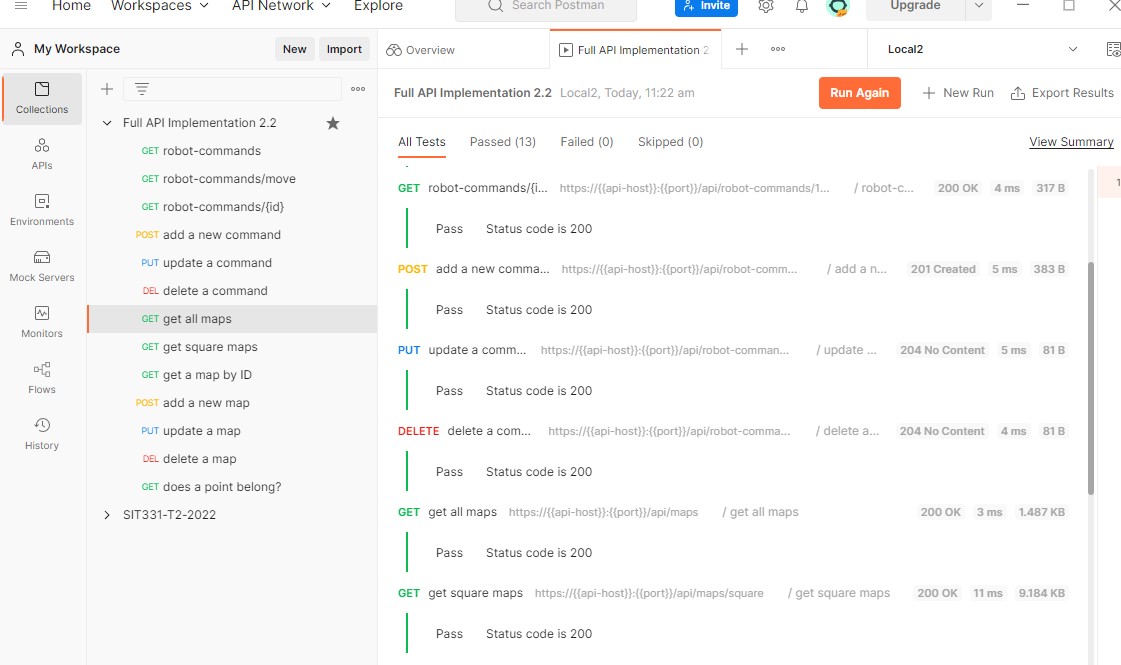 Home Workspaces API Network Explore Search Postman Invite Upgrade
My Workspace New Import Overview Full API Implementation 2 Local2
Collections
APIs
Environments
Mock Servers
Monitors
Flows
History
Full API Implementation 2.2
GET robot-commands
GET robot-commands/move
GET robot-commands/{id}
POST add a new command
PUT update a command
DEL delete a command
GET get all maps
GET get square maps
GET get a map by ID
POST add a new map
PUT update a map
DEL delete a map
GET does a point belong?
SIT331-T2-2022
Full API Implementation 2.2 Local2, Today, 11:22 am Run Again New Run Export Results
All Tests Passed (13) Failed (0) Skipped (0) View Summary
GET robot-commands/{i... https://{{api-host}}:{{port}}/api/robot-commands/1... / robot-c... 200 OK 4 ms 317 B
1
Pass Status code is 200
POST add a new comma... https://{{api-host}}:{{port}}/api/robot-comm... / add a n... 201 Created 5 ms 383 B
Pass Status code is 200
PUT update a comm... https://{{api-host}}:{{port}}/api/robot-comman... / update ... 204 No Content 5 ms 81 B
Pass Status code is 200
DELETE delete a com... https://{{api-host}}:{{port}}/api/robot-comma... / delete a... 204 No Content 4 ms 81 B
Pass Status code is 200
GET get all maps https://{{api-host}}:{{port}}/api/maps / get all maps 200 OK 3 ms 1.487 KB
Pass Status code is 200
GET get square maps https://{{api-host}}:{{port}}/api/maps/square / get square maps 200 OK 11 ms 9.184 KB
Pass Status code is 200